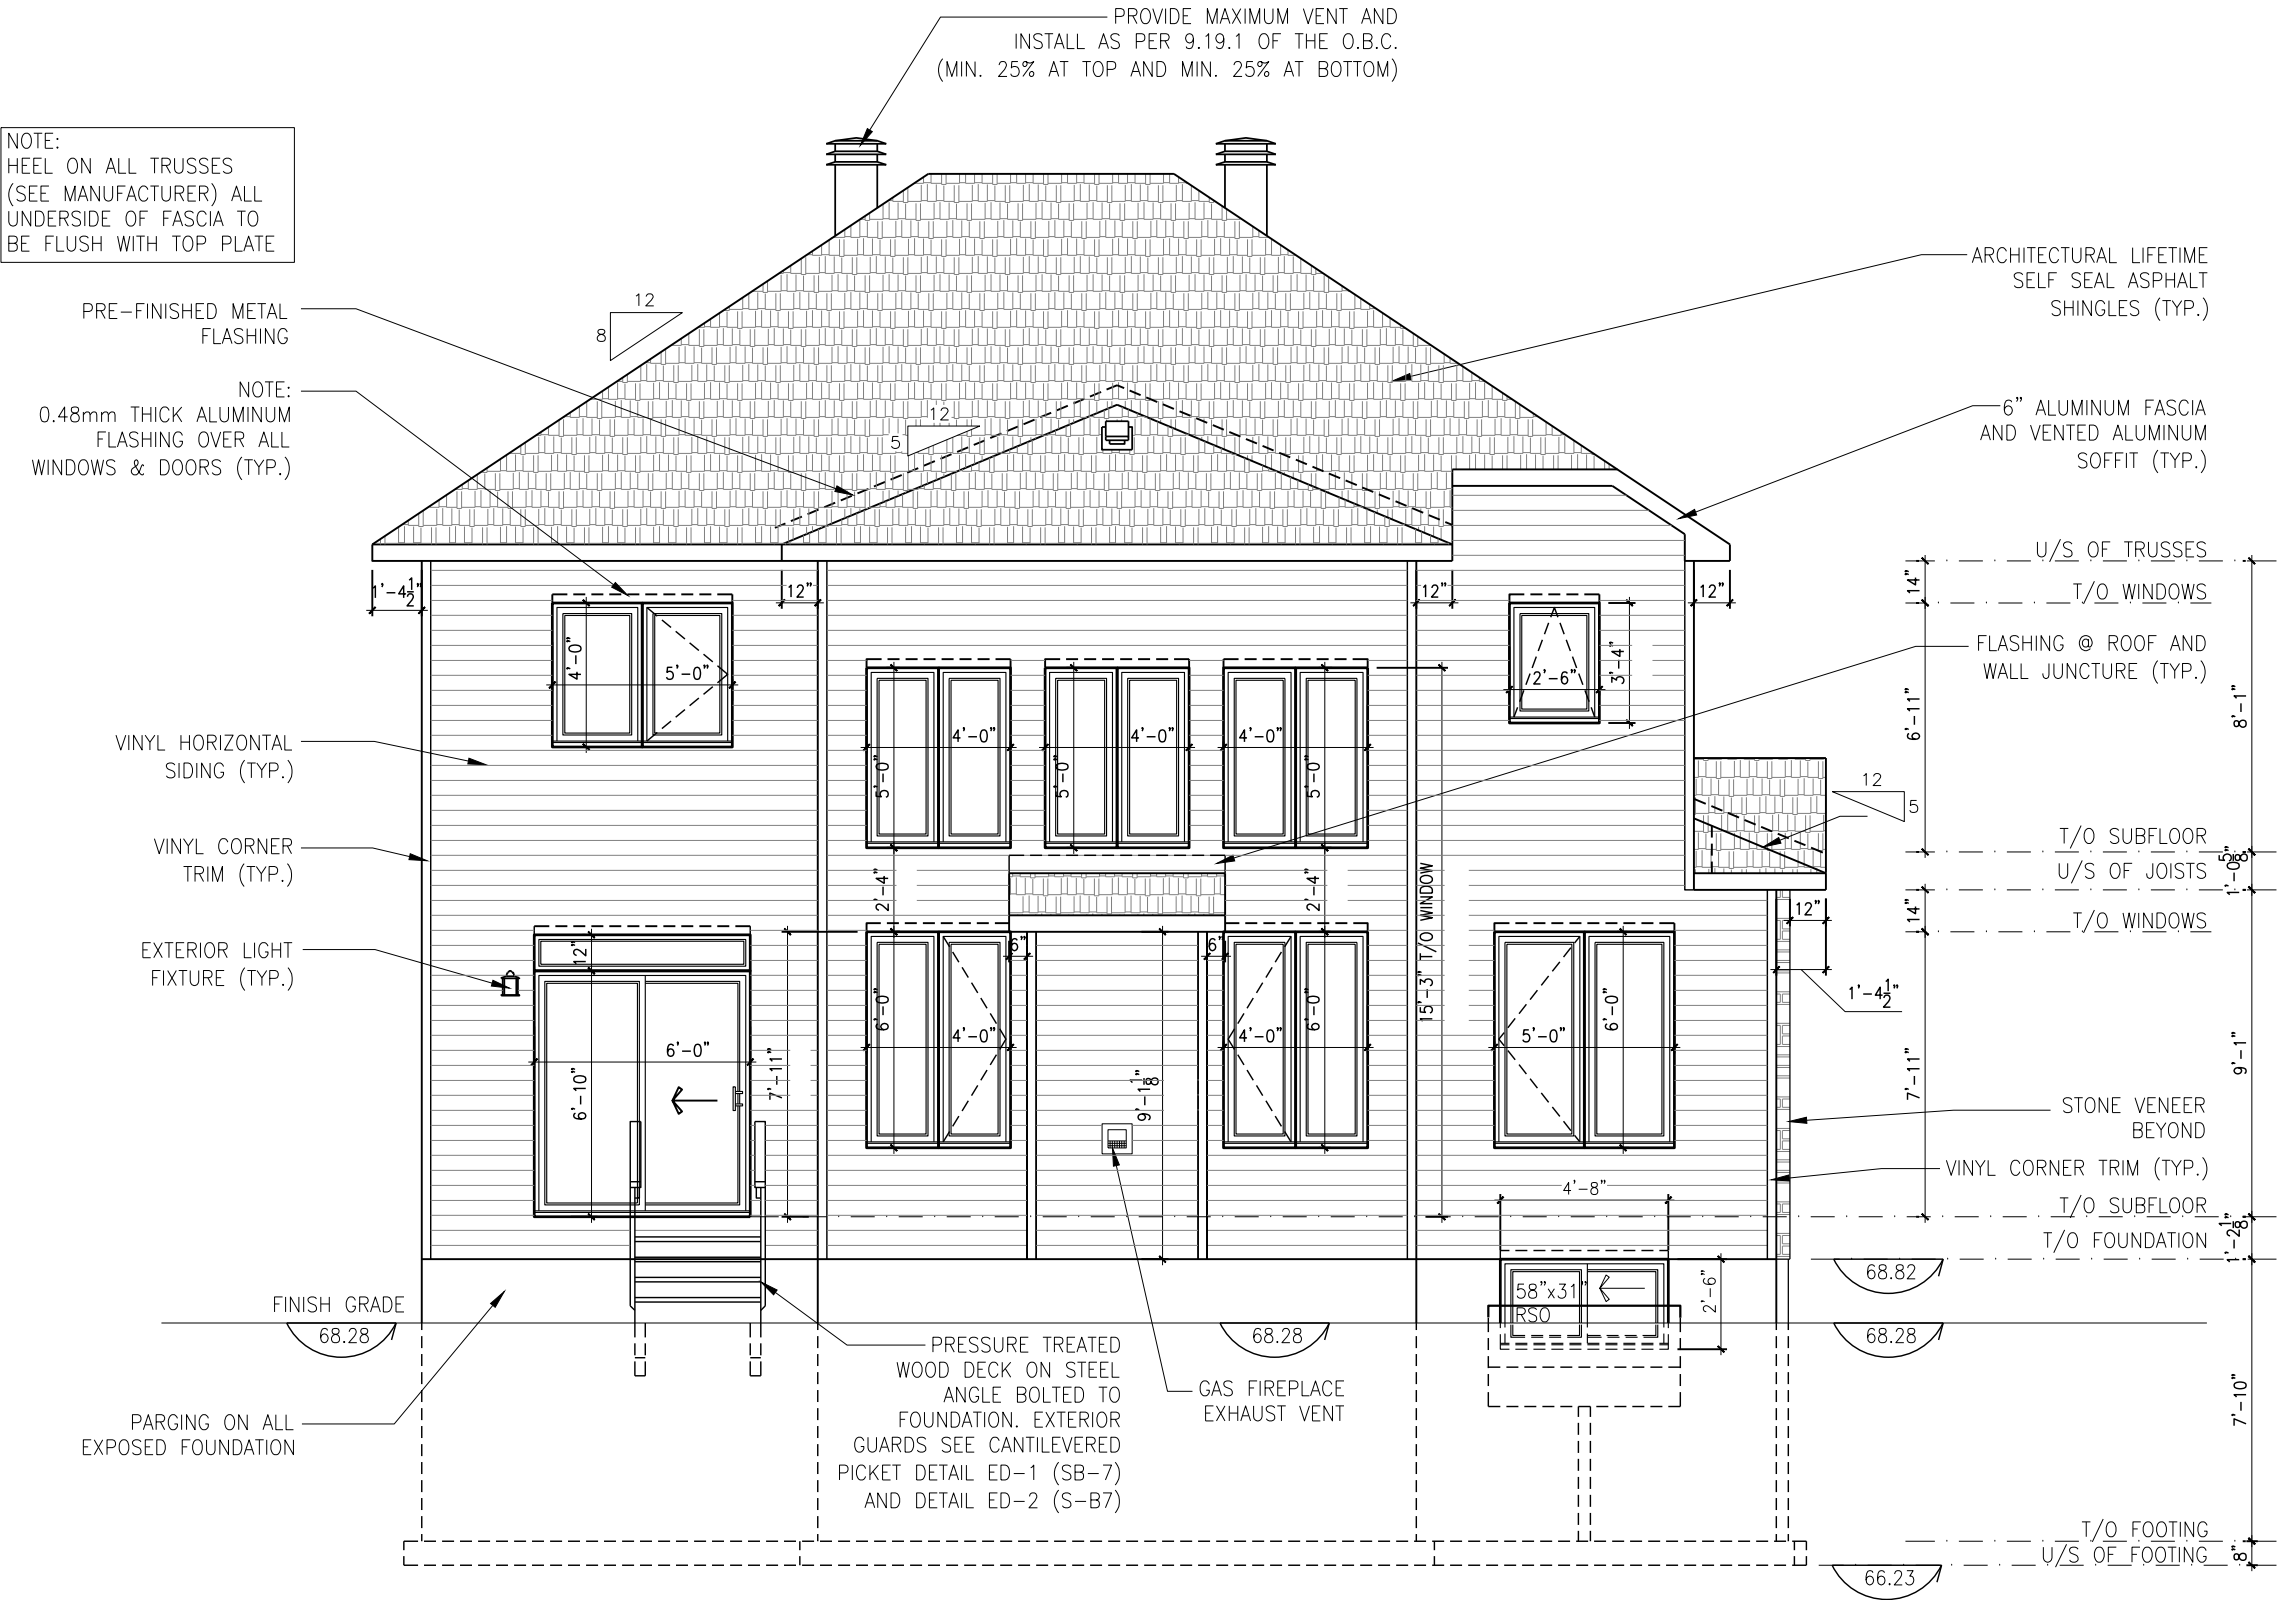 PROVIDE MAXIMUM VENT AND
INSTALL AS PER 9.19.1 OF THE O.B.C.
(MIN. 25% AT TOP AND MIN. 25% AT BOTTOM)
NOTE:
HEEL ON ALL TRUSSES
(SEE MANUFACTURER) ALL
UNDERSIDE OF FASCIA TO
BE FLUSH WITH TOP PLATE
PRE-FINISHED METAL
FLASHING
NOTE:
0.48mm THICK ALUMINUM
FLASHING OVER ALL
WINDOWS & DOORS (TYP.)
VINYL HORIZONTAL
SIDING (TYP.)
VINYL CORNER
TRIM (TYP.)
EXTERIOR LIGHT
FIXTURE (TYP.)
FINISH GRADE
68.28
PARGING ON ALL
EXPOSED FOUNDATION
12
8
12
5
1'-4 1/2"
12"
12"
12"
4'-0"
5'-0"
4'-0"
5'-0"
4'-0"
5'-0"
4'-0"
5'-0"
2'-6"
3'-4"
2'-4"
2'-4"
15'-3" T/O WINDOW
12"
6'-0"
6'-10"
7'-11"
6'-0"
4'-0"
6"
9'-1 1/8"
6"
4'-0"
6'-0"
5'-0"
6'-0"
4'-8"
58"x31"
RSO
2'-6"
68.28
PRESSURE TREATED
WOOD DECK ON STEEL
ANGLE BOLTED TO
FOUNDATION. EXTERIOR
GUARDS SEE CANTILEVERED
PICKET DETAIL ED-1 (SB-7)
AND DETAIL ED-2 (S-B7)
GAS FIREPLACE
EXHAUST VENT
ARCHITECTURAL LIFETIME
SELF SEAL ASPHALT
SHINGLES (TYP.)
6" ALUMINUM FASCIA
AND VENTED ALUMINUM
SOFFIT (TYP.)
U/S OF TRUSSES
14"
T/O WINDOWS
FLASHING @ ROOF AND
WALL JUNCTURE (TYP.)
6'-11"
8'-1"
12
5
T/O SUBFLOOR
1'-0 5/8"
U/S OF JOISTS
12"
14"
T/O WINDOWS
1'-4 1/2"
7'-11"
9'-1"
STONE VENEER
BEYOND
VINYL CORNER TRIM (TYP.)
T/O SUBFLOOR
1'-2 1/8"
T/O FOUNDATION
68.82
68.28
7'-10"
T/O FOOTING
U/S OF FOOTING
8"
66.23